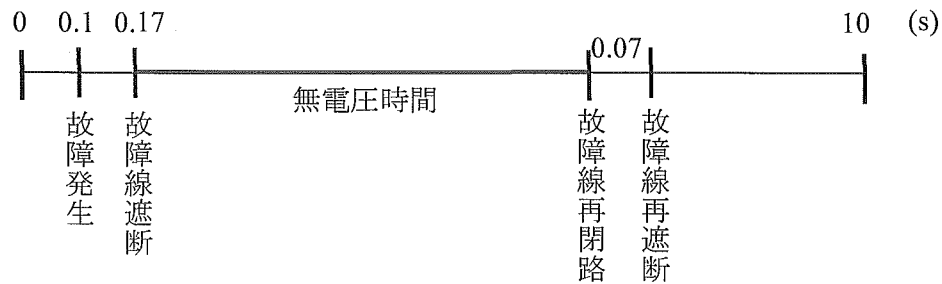 0 0.1 0.17 0.07 10 (s)
無電圧時間
故障発生
故障線遮断
故障線再閉路
故障線再遮断